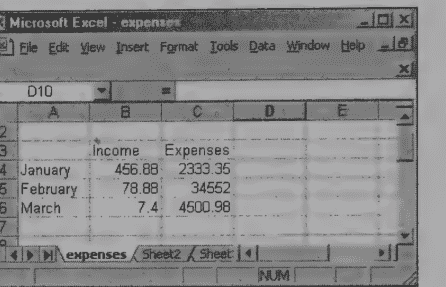 Microsoft Excel - expenses
File Edit View Insert Format Tools Data Window Help
D10 =
A B C D E
2
3 Income Expenses
4 January 456.88 2333.35
5 February 78.88 34552
6 March 7.4 4500.98
7
8
expenses Sheet2 Sheet
NUM